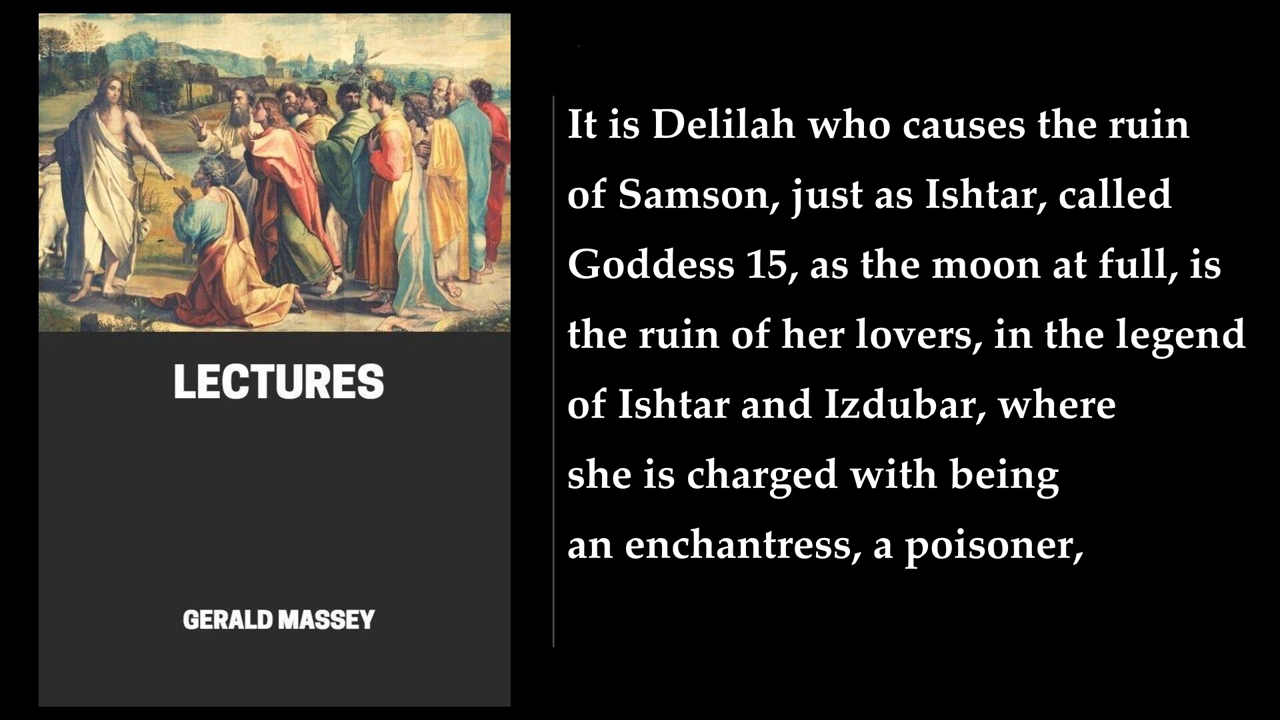 LECTURES
GERALD MASSEY
It is Delilah who causes the ruin
of Samson, just as Ishtar, called
Goddess 15, as the moon at full, is
the ruin of her lovers, in the legend
of Ishtar and Izdubar, where
she is charged with being
an enchantress, a poisoner,